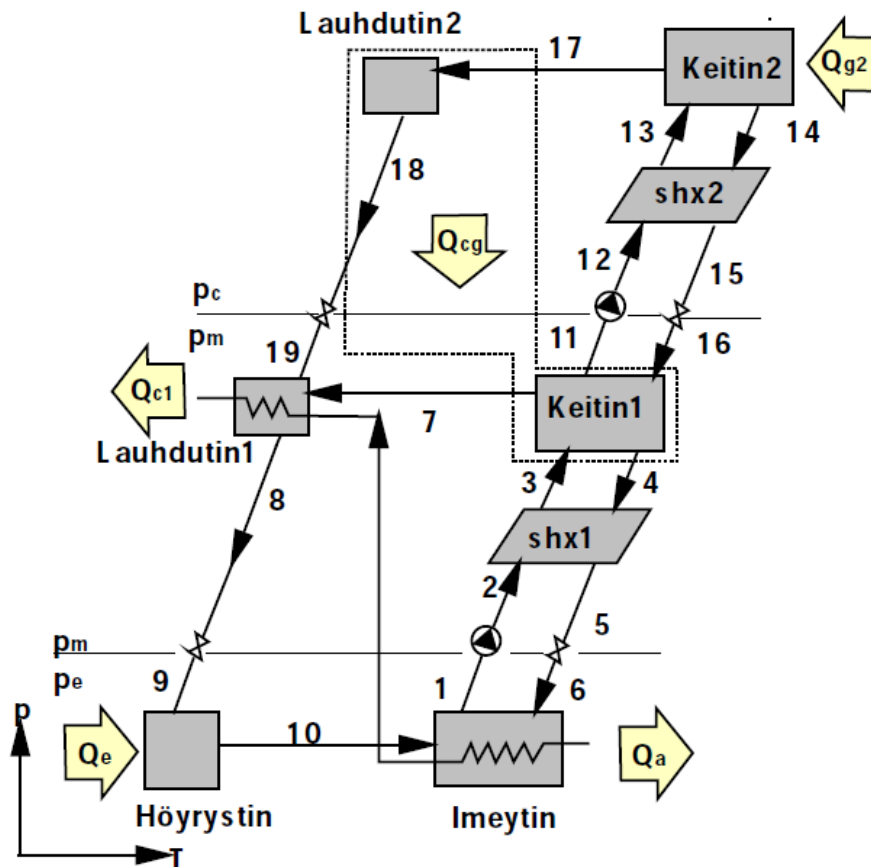 Lauhdutin2
17
Keitin2
Qg2
13
14
18
shx2
Qcg
12
15
pc
pm
19
11
16
Qc1
7
Keitin1
Lauhdutin1
3
4
8
shx1
2
5
pm
pe
9
1
6
p
10
Qe
Qa
Höyrystin
Imeytin
T